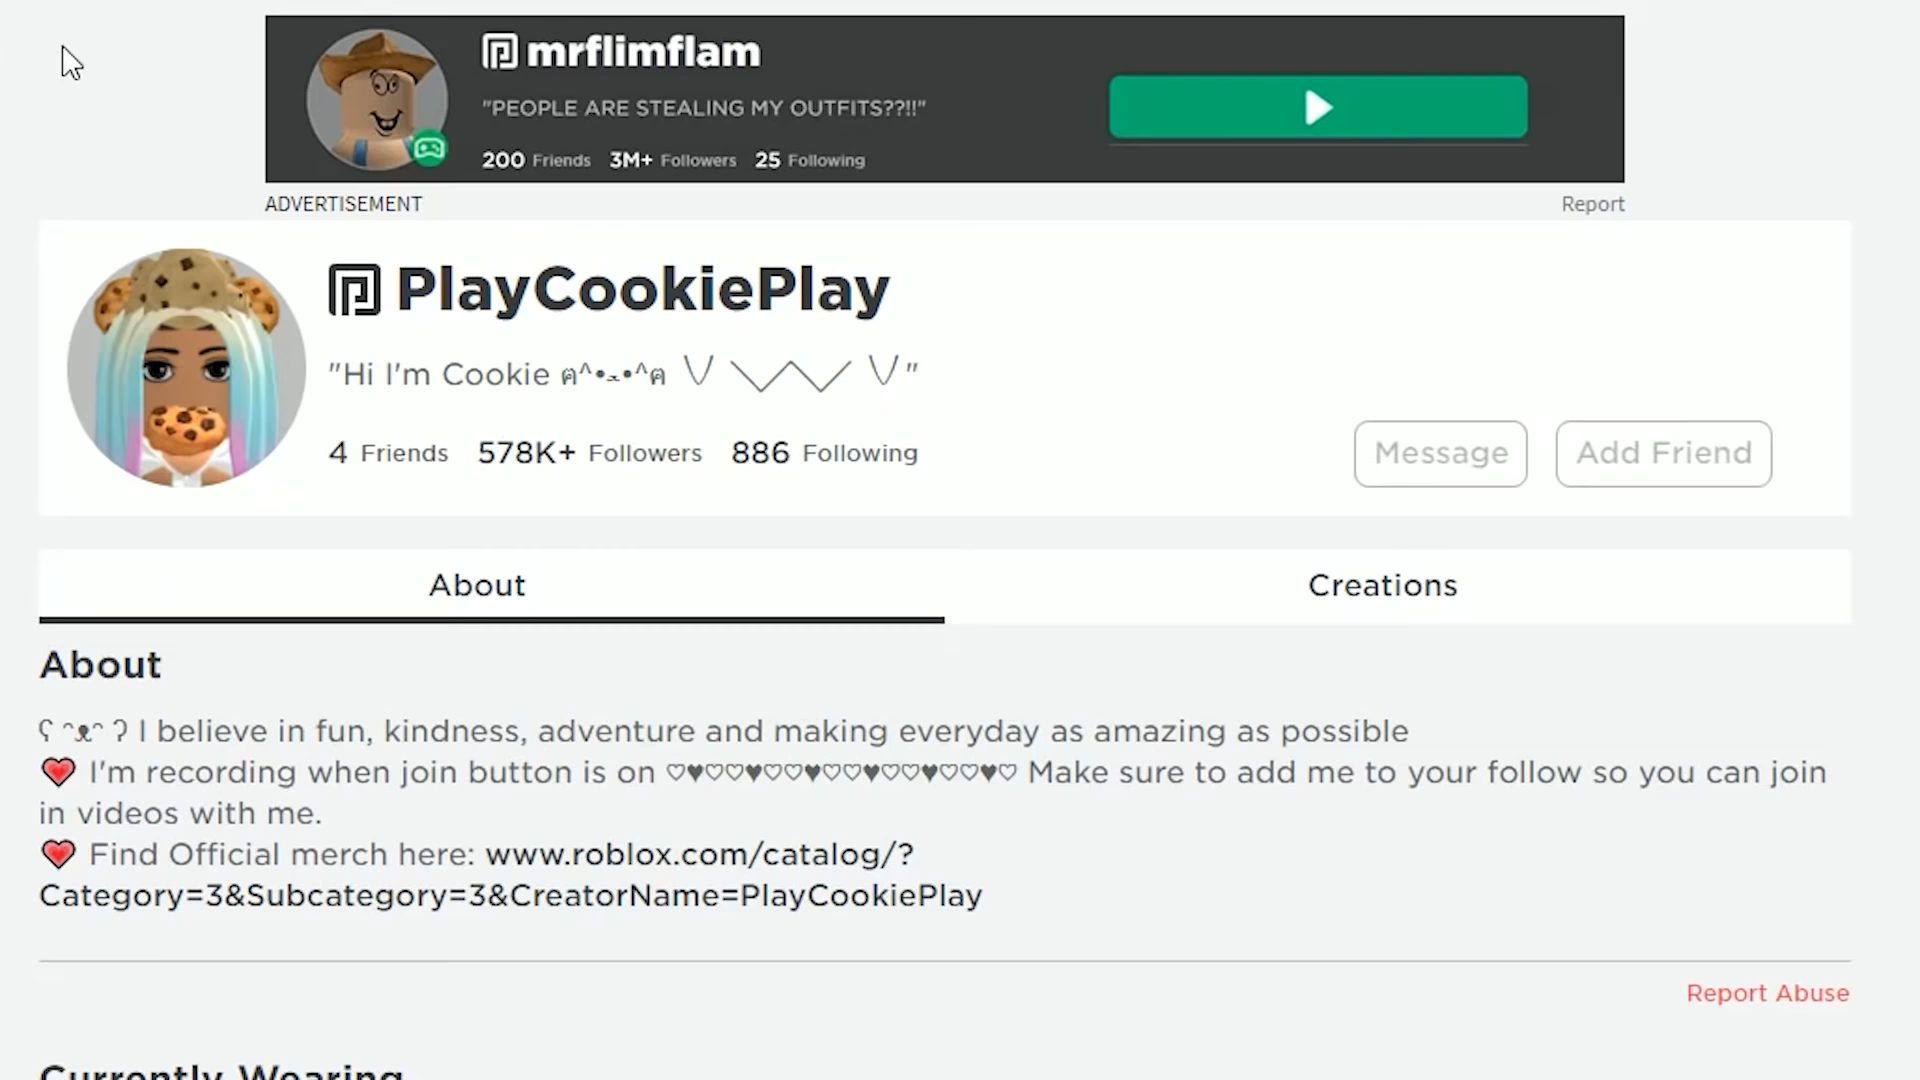 mrflimflam
"PEOPLE ARE STEALING MY OUTFITS??!!"
200 Friends 3M+ Followers 25 Following
ADVERTISEMENT Report
PlayCookiePlay
"Hi I'm Cookie ฅ^•ﻌ•^ฅ \/ \/\/ \/"
4 Friends 578K+ Followers 886 Following
Message Add Friend
About Creations
About
ʕ ᵔᴥᵔ ʔ I believe in fun, kindness, adventure and making everyday as amazing as possible
❤️ I'm recording when join button is on ♡♥♡♡♥♡♡♥♡♡♥♡♡♥♡♡♥♡ Make sure to add me to your follow so you can join
in videos with me.
❤️ Find Official merch here: www.roblox.com/catalog/?
Category=3&Subcategory=3&CreatorName=PlayCookiePlay
Report Abuse
Currently Wearing